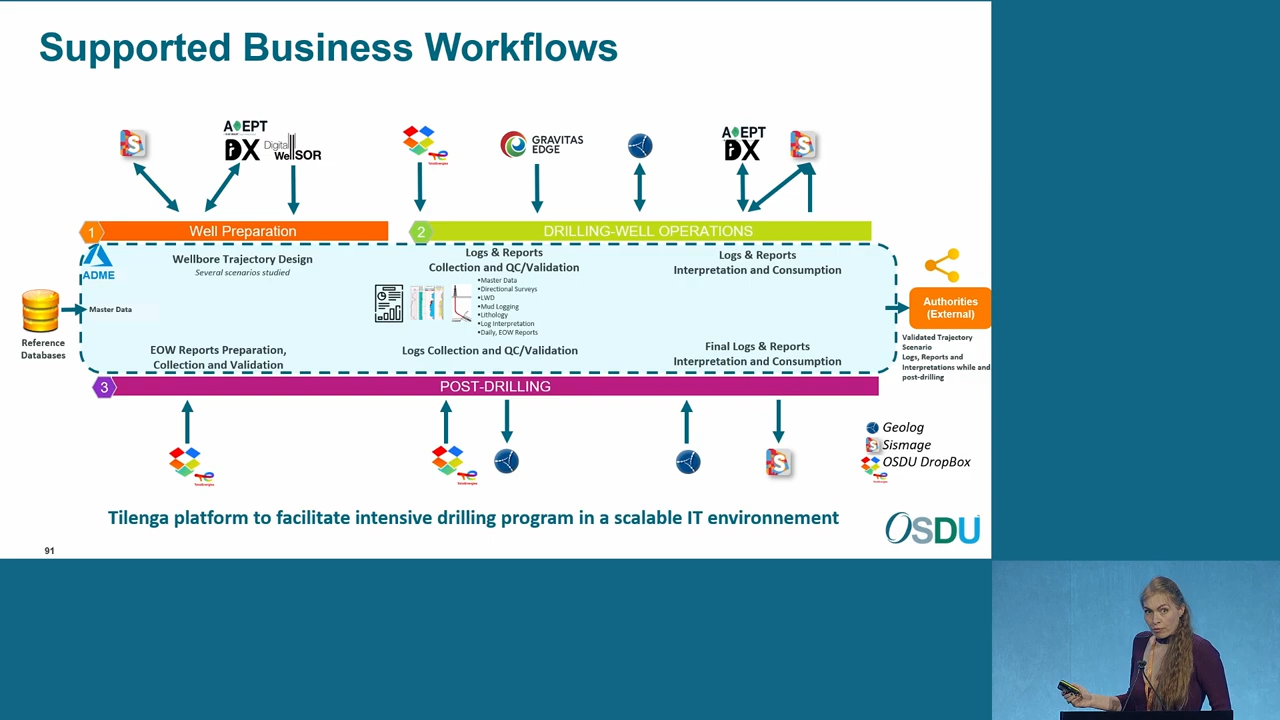 Supported Business Workflows
Digital
WellSOR
GRAVITAS
EDGE
1
Well Preparation
2
DRILLING-WELL OPERATIONS
ADME
Wellbore Trajectory Design
Several scenarios studied
Logs & Reports
Collection and QC/Validation
•Master Data
•Directional Surveys
•LWD
•Mud Logging
•Lithology
•Log Interpretation
•Daily, EOW Reports
Logs & Reports
Interpretation and Consumption
Master Data
Reference
Databases
Authorities
(External)
Validated Trajectory
Scenario
Logs, Reports and
Interpretations while and
post-drilling
EOW Reports Preparation,
Collection and Validation
Logs Collection and QC/Validation
Final Logs & Reports
Interpretation and Consumption
3
POST-DRILLING
Geolog
Sismage
OSDU DropBox
Tilenga platform to facilitate intensive drilling program in a scalable IT environnement
OSDU
91